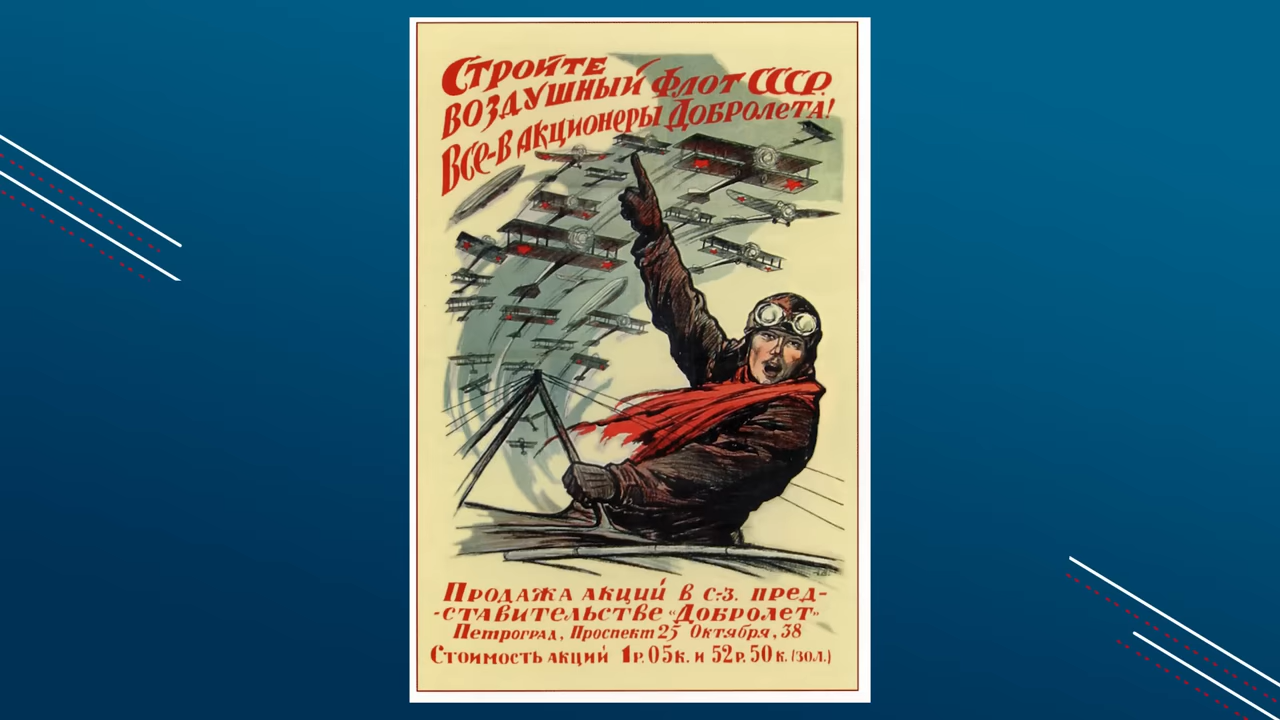 Стройте
воздушный флот СССР.
Все-в акционеры Добролета!
Продажа акций в с.-з. пред-
-ставительстве «Добролет»
Петроград, Проспект 25 Октября, 38
Стоимость акций 1р. 05к. и 52р. 50к. (зол.)